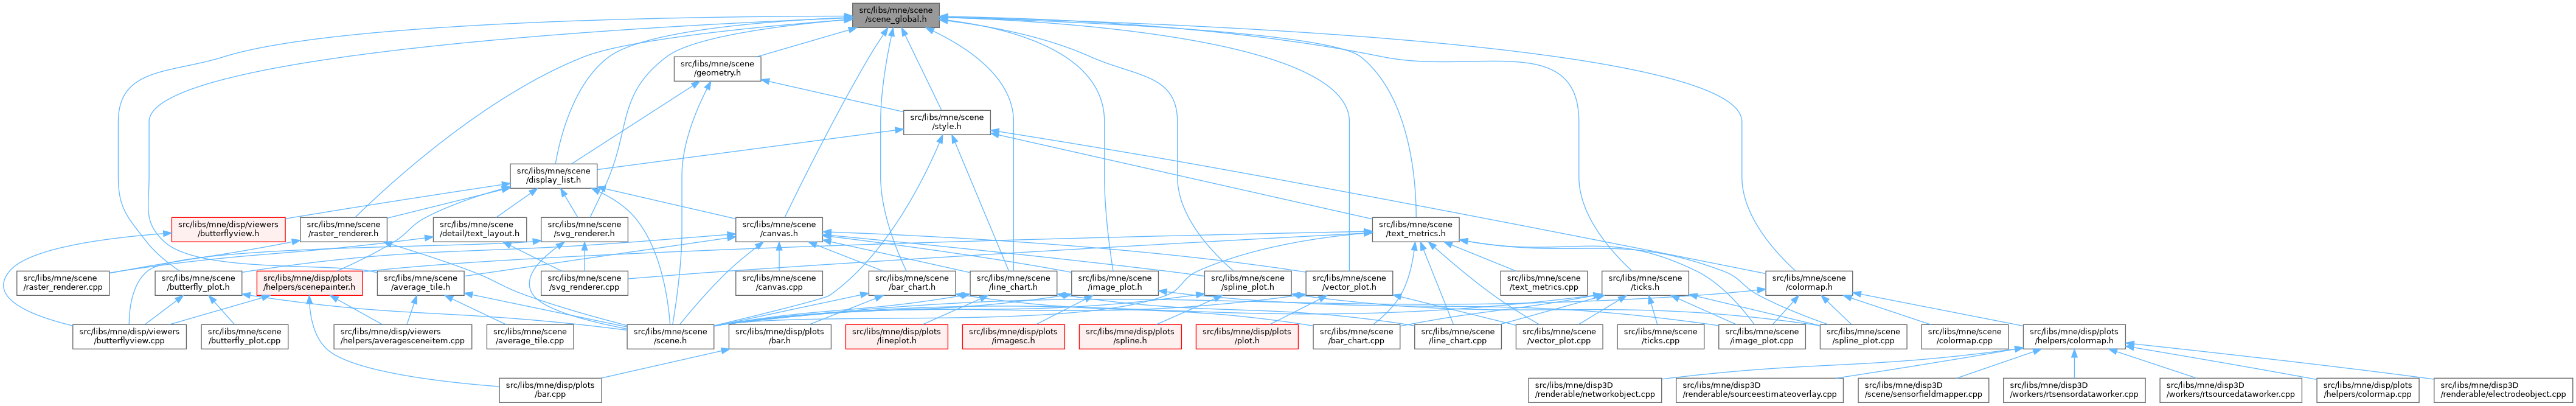 src/libs/mne/scene
/scene_global.h
src/libs/mne/scene
/geometry.h
src/libs/mne/scene
/style.h
src/libs/mne/scene
/display_list.h
src/libs/mne/disp/viewers
/butterflyview.h
src/libs/mne/scene
/raster_renderer.h
src/libs/mne/scene
/detail/text_layout.h
src/libs/mne/scene
/svg_renderer.h
src/libs/mne/scene
/canvas.h
src/libs/mne/scene
/text_metrics.h
src/libs/mne/scene
/raster_renderer.cpp
src/libs/mne/scene
/butterfly_plot.h
src/libs/mne/disp/plots
/helpers/scenepainter.h
src/libs/mne/scene
/average_tile.h
src/libs/mne/scene
/svg_renderer.cpp
src/libs/mne/scene
/canvas.cpp
src/libs/mne/scene
/bar_chart.h
src/libs/mne/scene
/line_chart.h
src/libs/mne/scene
/image_plot.h
src/libs/mne/scene
/spline_plot.h
src/libs/mne/scene
/vector_plot.h
src/libs/mne/scene
/text_metrics.cpp
src/libs/mne/scene
/ticks.h
src/libs/mne/scene
/colormap.h
src/libs/mne/disp/viewers
/butterflyview.cpp
src/libs/mne/scene
/butterfly_plot.cpp
src/libs/mne/disp/viewers
/helpers/averagesceneitem.cpp
src/libs/mne/scene
/average_tile.cpp
src/libs/mne/scene
/scene.h
src/libs/mne/disp/plots
/bar.h
src/libs/mne/disp/plots
/lineplot.h
src/libs/mne/disp/plots
/imagesc.h
src/libs/mne/disp/plots
/spline.h
src/libs/mne/disp/plots
/plot.h
src/libs/mne/scene
/bar_chart.cpp
src/libs/mne/scene
/line_chart.cpp
src/libs/mne/scene
/vector_plot.cpp
src/libs/mne/scene
/ticks.cpp
src/libs/mne/scene
/image_plot.cpp
src/libs/mne/scene
/spline_plot.cpp
src/libs/mne/scene
/colormap.cpp
src/libs/mne/disp/plots
/helpers/colormap.h
src/libs/mne/disp/plots
/bar.cpp
src/libs/mne/disp3D
/renderable/networkobject.cpp
src/libs/mne/disp3D
/renderable/sourceestimateoverlay.cpp
src/libs/mne/disp3D
/scene/sensorfieldmapper.cpp
src/libs/mne/disp3D
/workers/rtsensordataworker.cpp
src/libs/mne/disp3D
/workers/rtsourcedataworker.cpp
src/libs/mne/disp/plots
/helpers/colormap.cpp
src/libs/mne/disp3D
/renderable/electrodeobject.cpp